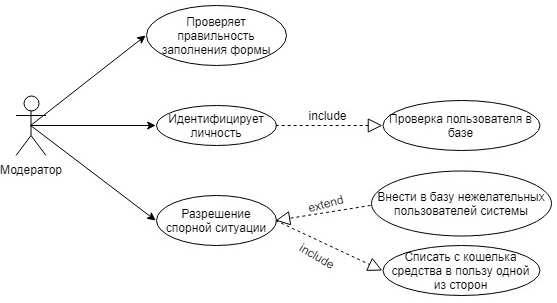 Проверяет
правильность
заполнения формы
Модератор
Идентифицирует
личность
include
Проверка пользователя в
базе
Разрешение
спорной ситуации
extend
Внести в базу нежелательных
пользователей системы
include
Списать с кошелька
средства в пользу одной
из сторон